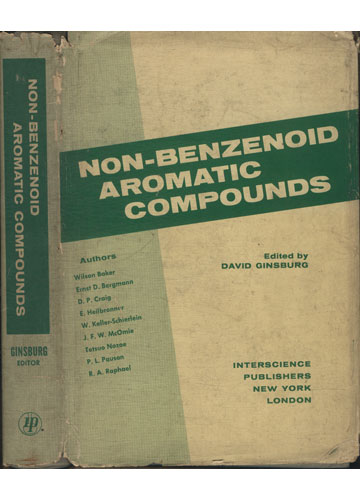 NON-BENZENOID
AROMATIC COMPOUNDS
GINSBURG
EDITOR
NON-BENZENOID
AROMATIC
COMPOUNDS
Edited by
DAVID GINSBURG
Authors
Wilson Baker
Ernst D. Bergmann
D. P. Craig
E. Heilbronner
W. Keller-Schierlein
J. F. W. McOmie
Tetsuo Nozoe
P. L. Pauson
R. A. Raphael
INTERSCIENCE
PUBLISHERS
NEW YORK
LONDON